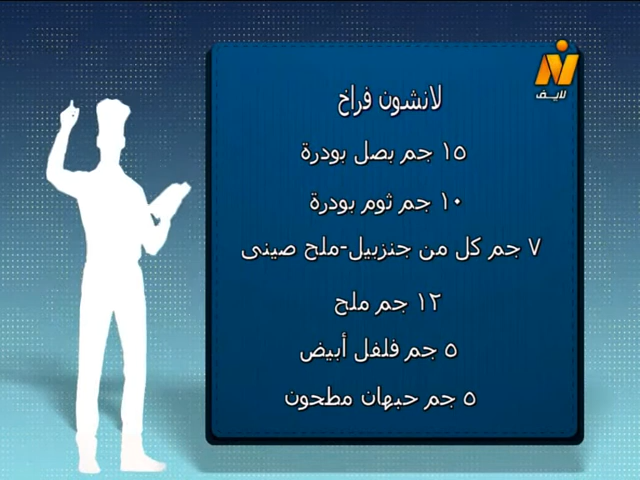 لايف
لانشون فراخ
١٥ جم بصل بودرة
١٠ جم ثوم بودرة
٧ جم كل من جنزبيل-ملح صينى
١٢ جم ملح
٥ جم فلفل أبيض
٥ جم حبهان مطحون